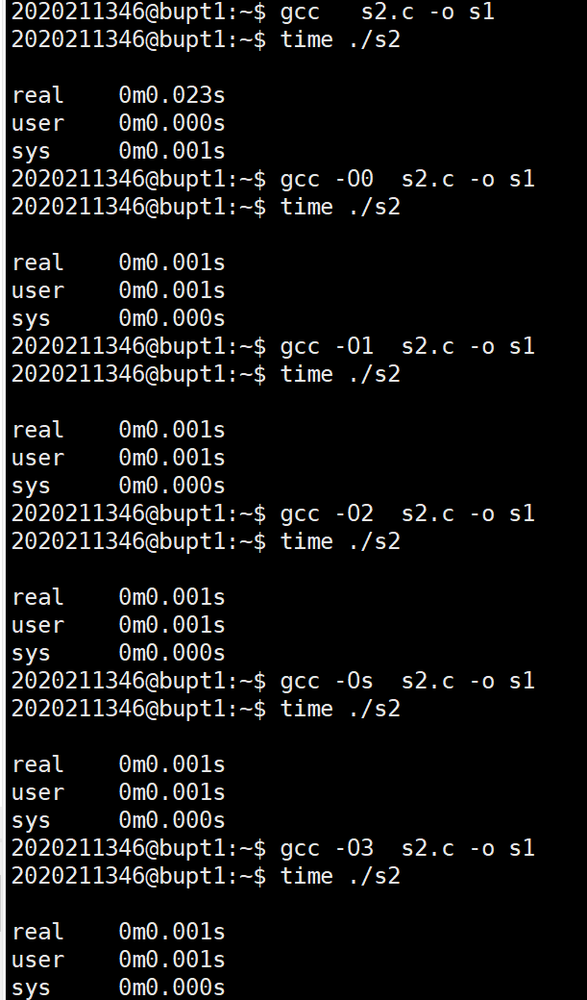 2020211346@bupt1:~$ gcc   s2.c -o s1
2020211346@bupt1:~$ time ./s2

real    0m0.023s
user    0m0.000s
sys     0m0.001s
2020211346@bupt1:~$ gcc -O0  s2.c -o s1
2020211346@bupt1:~$ time ./s2

real    0m0.001s
user    0m0.001s
sys     0m0.000s
2020211346@bupt1:~$ gcc -O1  s2.c -o s1
2020211346@bupt1:~$ time ./s2

real    0m0.001s
user    0m0.001s
sys     0m0.000s
2020211346@bupt1:~$ gcc -O2  s2.c -o s1
2020211346@bupt1:~$ time ./s2

real    0m0.001s
user    0m0.001s
sys     0m0.000s
2020211346@bupt1:~$ gcc -Os  s2.c -o s1
2020211346@bupt1:~$ time ./s2

real    0m0.001s
user    0m0.001s
sys     0m0.000s
2020211346@bupt1:~$ gcc -O3  s2.c -o s1
2020211346@bupt1:~$ time ./s2

real    0m0.001s
user    0m0.001s
sys     0m0.000s